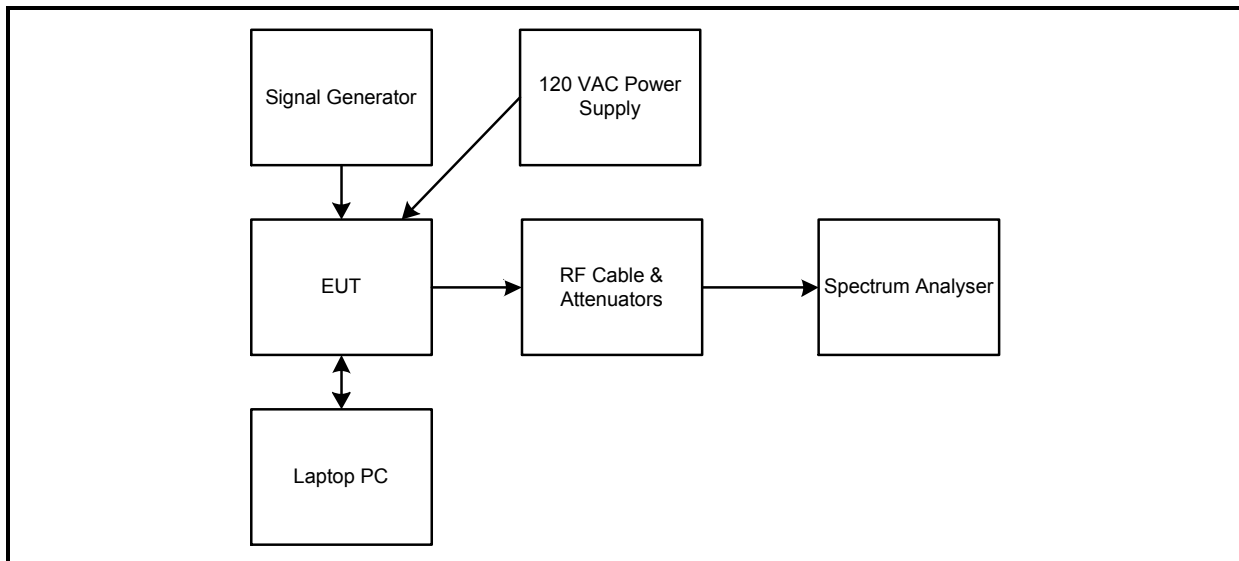 Signal Generator
120 VAC Power
Supply
EUT
RF Cable &
Attenuators
Spectrum Analyser
Laptop PC